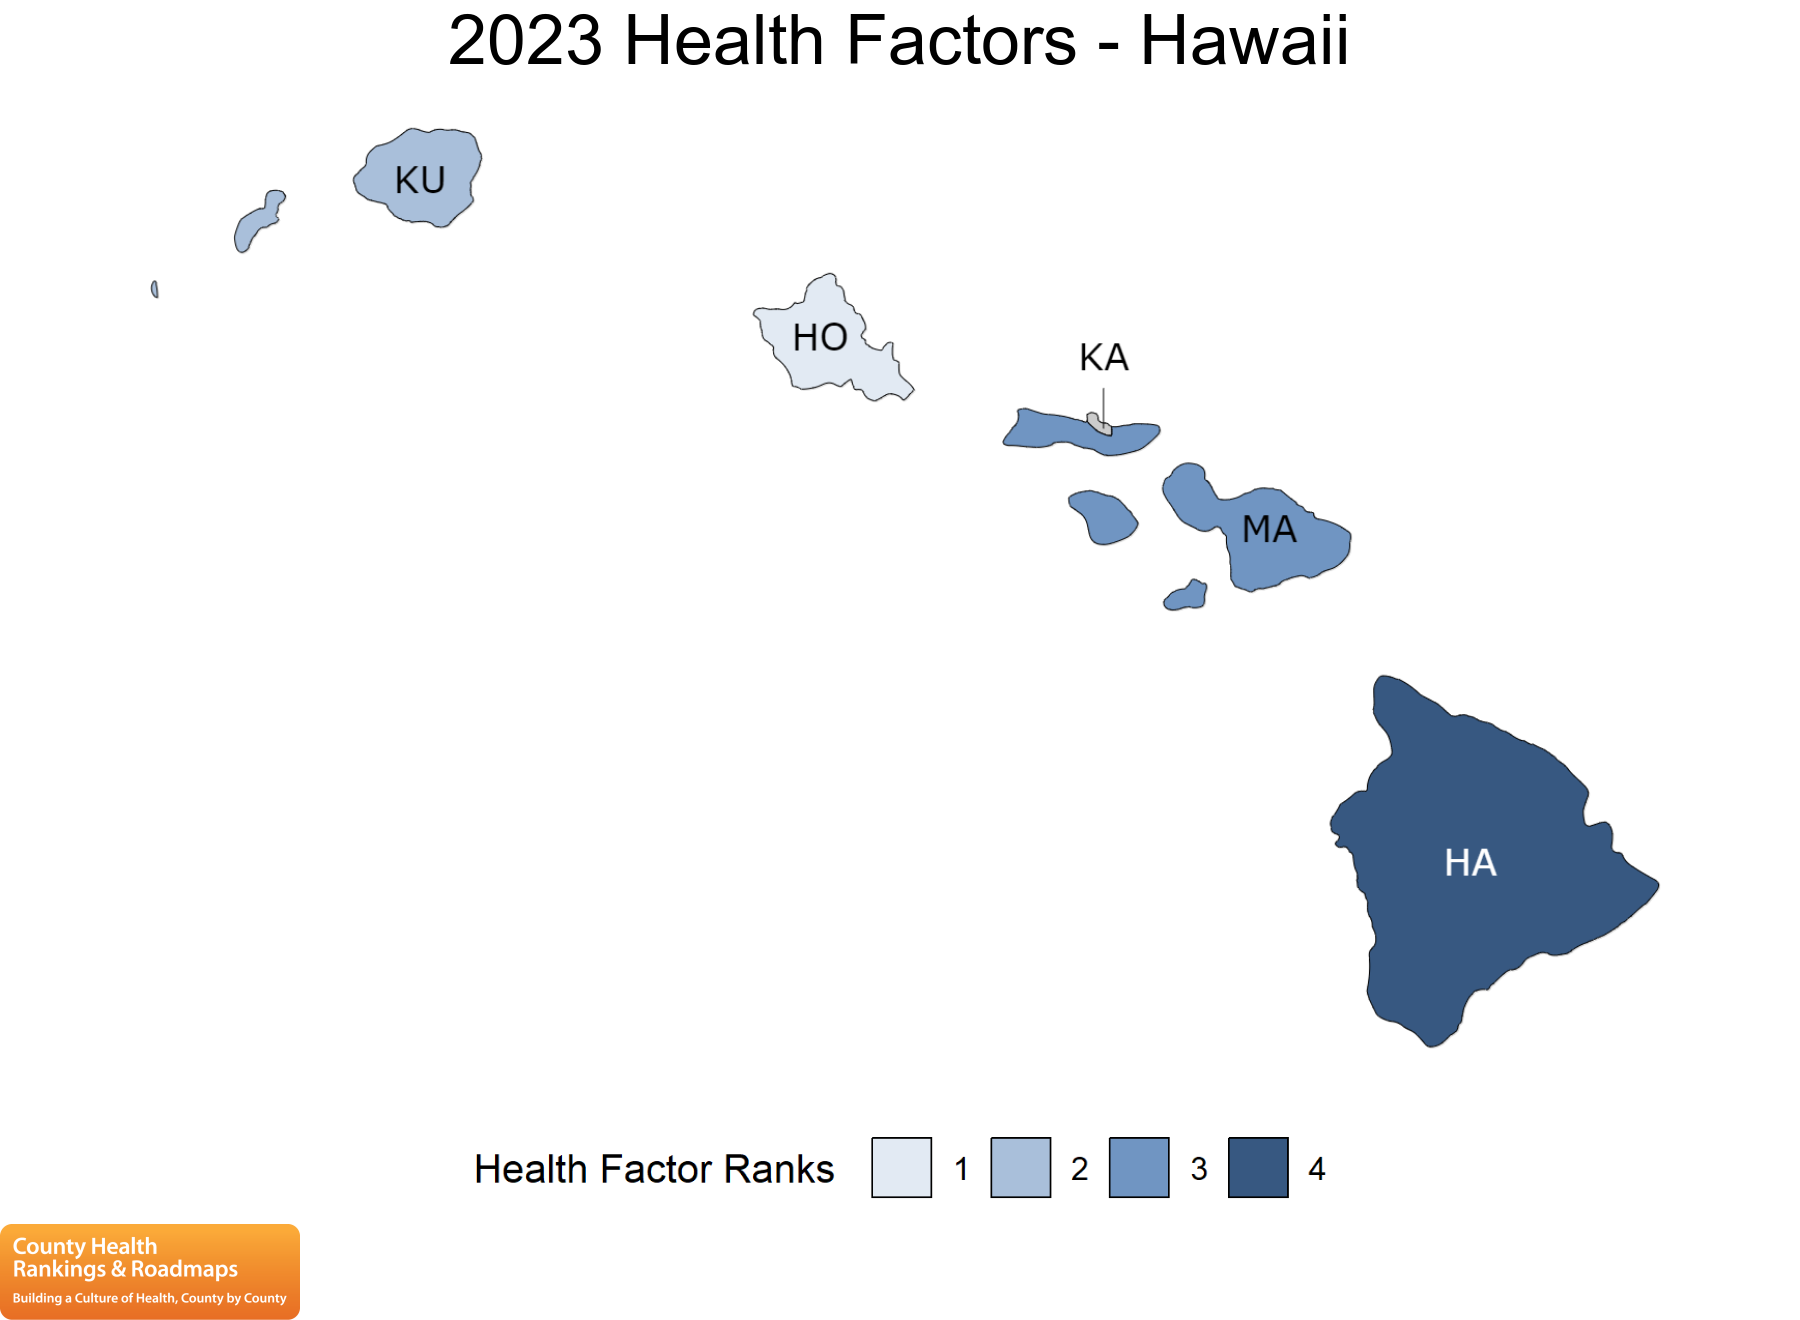 2023 Health Factors - Hawaii
KU
HO
KA
MA
HA
Health Factor Ranks 1 2 3 4
County Health
Rankings & Roadmaps
Building a Culture of Health, County by County